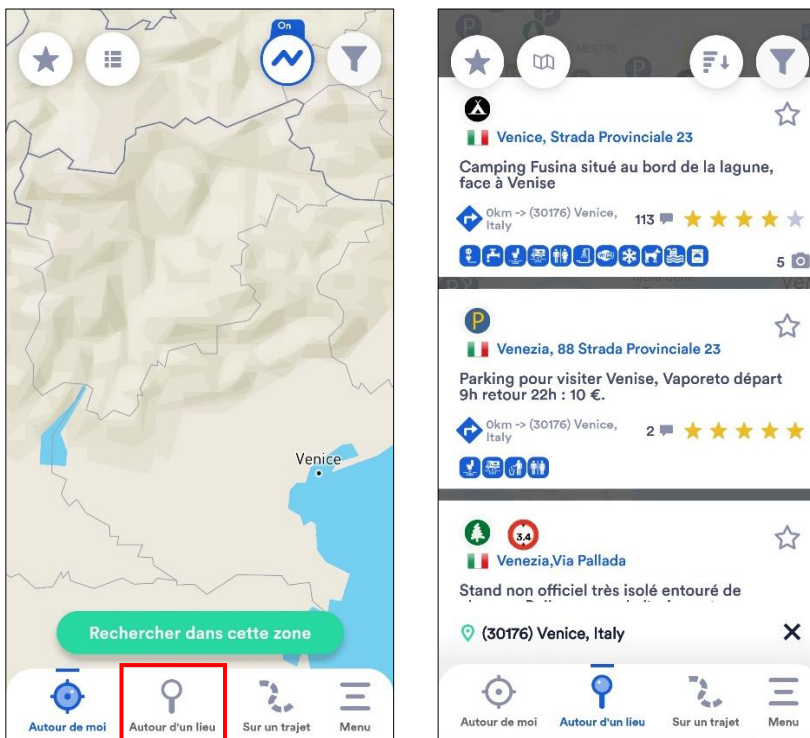 On
Venice
Rechercher dans cette zone
Autour de moi
Autour d'un lieu
Sur un trajet
Menu
MESTRE
Venice, Strada Provinciale 23
Camping Fusina situé au bord de la lagune,
face à Venise
0km -> (30176) Venice,
Italy
113
5
Venezia, 88 Strada Provinciale 23
Parking pour visiter Venise, Vaporeto départ
9h retour 22h : 10 €.
0km -> (30176) Venice,
Italy
2
3.4
Venezia,Via Pallada
Stand non officiel très isolé entouré de
(30176) Venice, Italy
Autour de moi
Autour d'un lieu
Sur un trajet
Menu